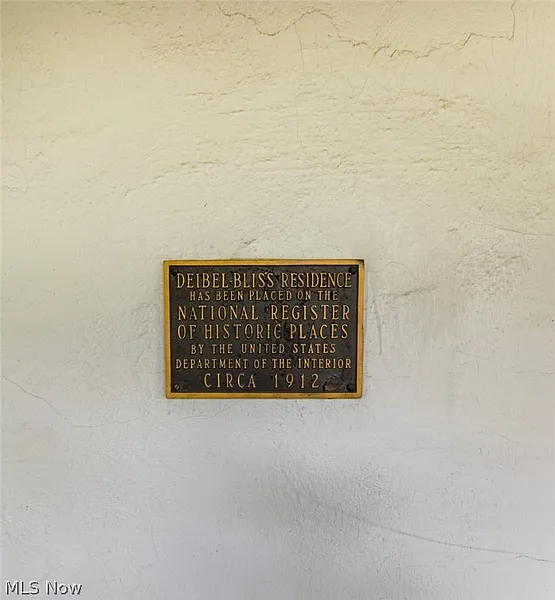 DEIBEL-BLISS RESIDENCE
HAS BEEN PLACED ON THE
NATIONAL REGISTER
OF HISTORIC PLACES
BY THE UNITED STATES
DEPARTMENT OF THE INTERIOR
CIRCA 1912
MLS Now